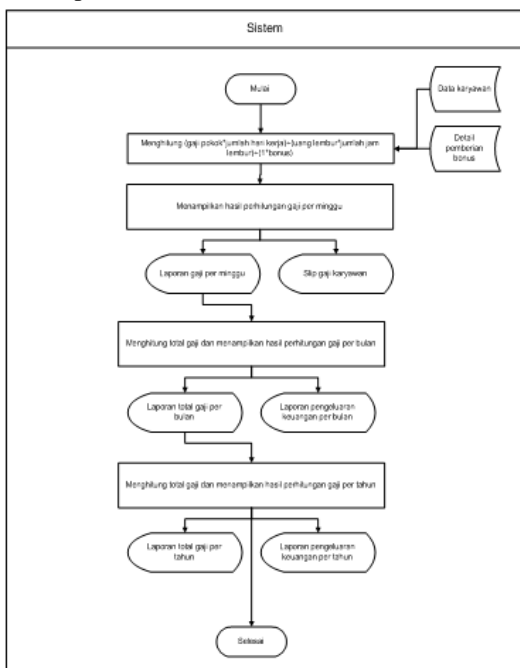 Sistem
Mulai
Data karyawan
Detail
pemberian
bonus
Menghitung (gaji pokok*jumlah hari kerja)+(uang lembur*jumlah jam
lembur)+(1*bonus)
Menampilkan hasil perhitungan gaji per minggu
Laporan gaji per minggu
Slip gaji karyawan
Menghitung total gaji dan menampilkan hasil perhitungan gaji per bulan
Laporan total gaji per
bulan
Laporan pengeluaran
keuangan per bulan
Menghitung total gaji dan menampilkan hasil perhitungan gaji per tahun
Laporan total gaji per
tahun
Laporan pengeluaran
keuangan per tahun
Selesai